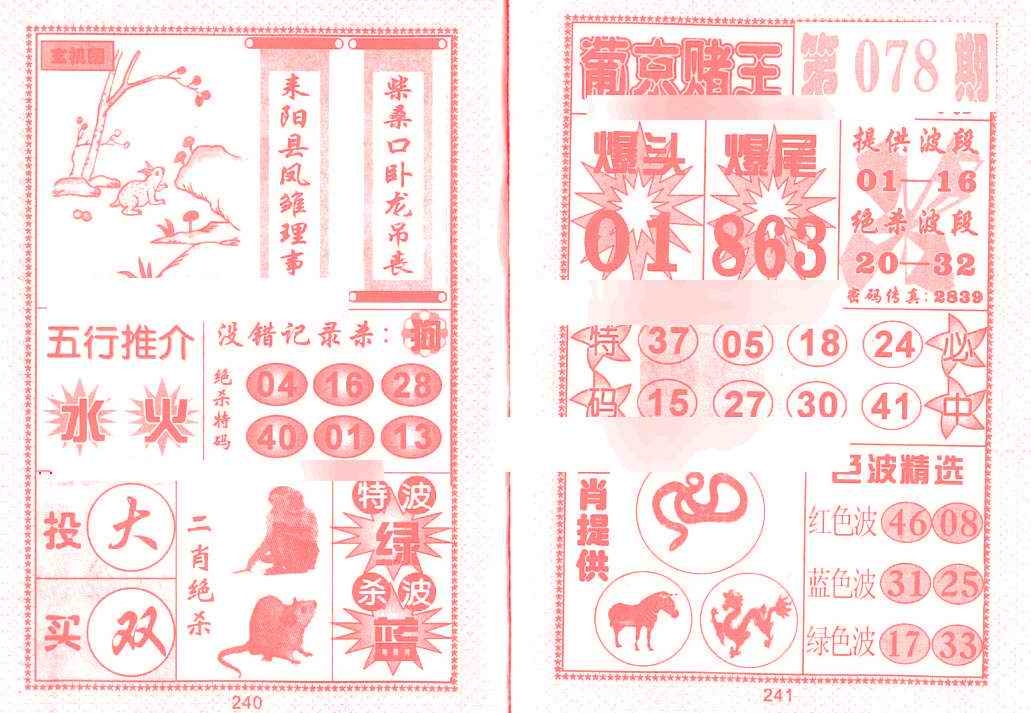 玄机图
耒阳县凤雏理事
柴桑口卧龙吊丧
五行推介
水 火
没错记录杀：狗
绝杀特码
04 16 28
40 01 13
投 大
买 双
二肖绝杀
特波
绿
杀波
蓝
240
葡京赌王 第078期
爆头
01
爆尾
863
提供波段
01—16
绝杀波段
20—32
密码传真：2839
特码
37 05 18 24
15 27 30 41
必中
肖提供
色波精选
红色波 46 08
蓝色波 31 25
绿色波 17 33
241